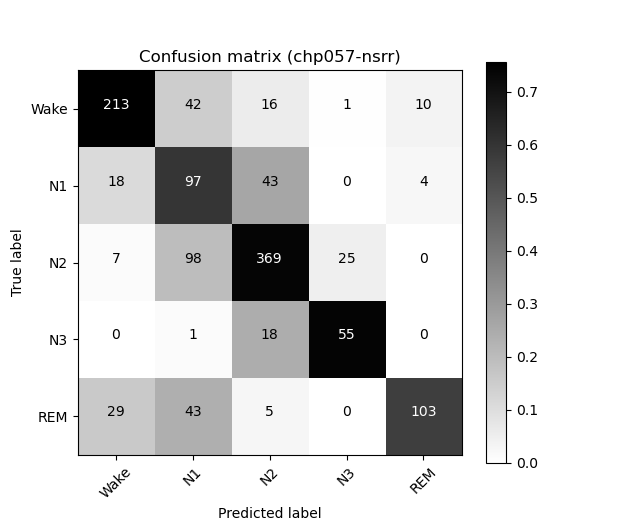 Confusion matrix (chp057-nsrr)
True label
Wake 213 42 16 1 10
N1 18 97 43 0 4
N2 7 98 369 25 0
N3 0 1 18 55 0
REM 29 43 5 0 103
Wake N1 N2 N3 REM
Predicted label
0.7
0.6
0.5
0.4
0.3
0.2
0.1
0.0